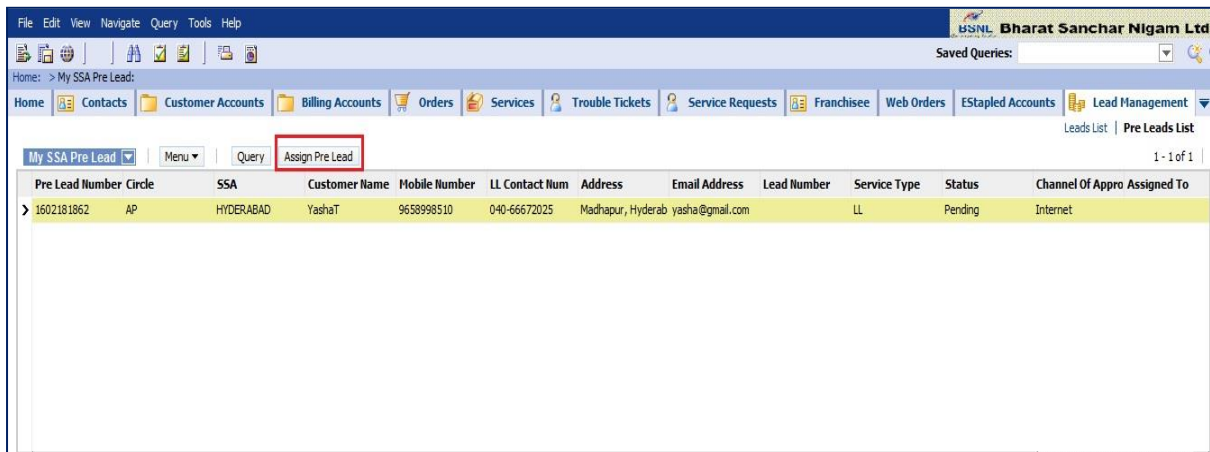 File Edit View Navigate Query Tools Help
BSNL Bharat Sanchar Nigam Ltd
Saved Queries:
Home: > My SSA Pre Lead:
Home Contacts Customer Accounts Billing Accounts Orders Services Trouble Tickets Service Requests Franchisee Web Orders EStapled Accounts Lead Management
Leads List | Pre Leads List
My SSA Pre Lead Menu Query Assign Pre Lead 1 - 1 of 1
Pre Lead Number Circle SSA Customer Name Mobile Number LL Contact Num Address Email Address Lead Number Service Type Status Channel Of Appro Assigned To
1602181862 AP HYDERABAD YashaT 9658998510 040-66672025 Madhapur, Hyderab yasha@gmail.com LL Pending Internet